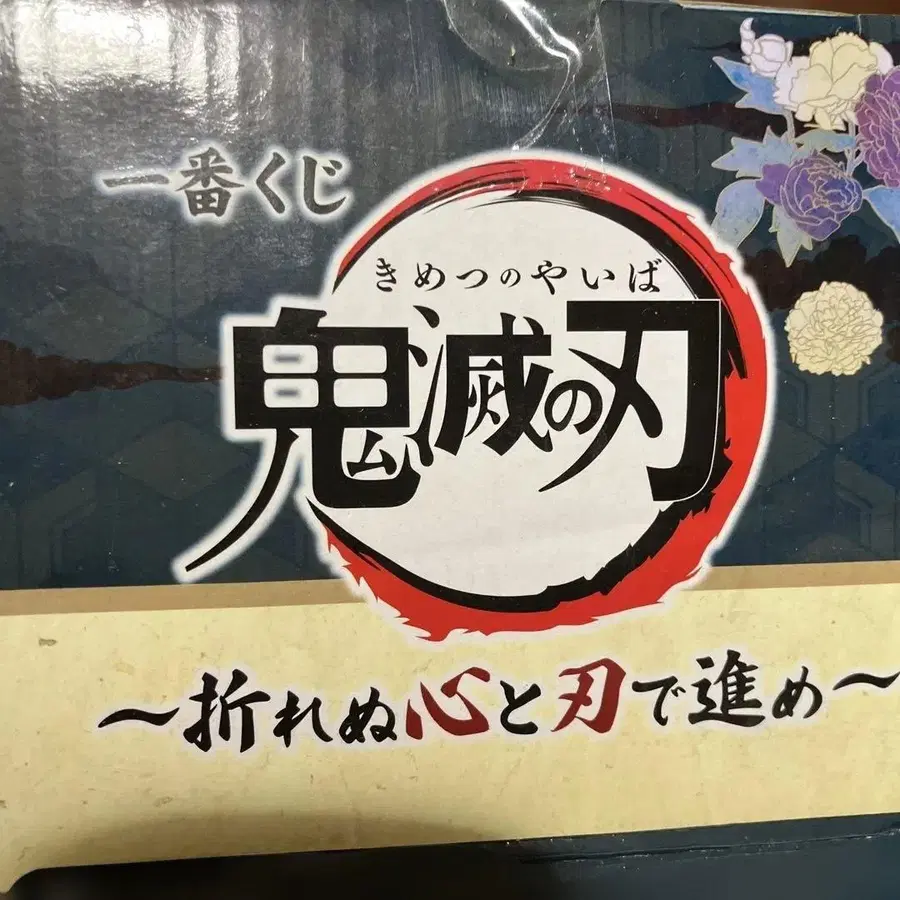 一番くじ
きめつのやいば
鬼滅の刃
〜折れぬ心と刃で進め〜